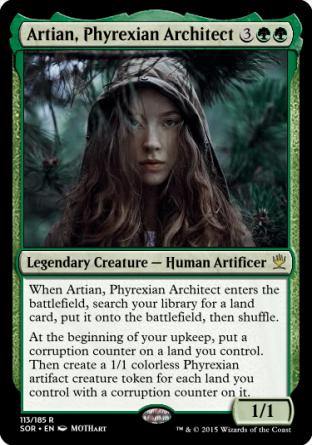 Artian, Phyrexian Architect 3
Legendary Creature — Human Artificer
When Artian, Phyrexian Architect enters the
battlefield, search your library for a land
card, put it onto the battlefield, then shuffle.
At the beginning of your upkeep, put a
corruption counter on a land you control.
Then create a 1/1 colorless Phyrexian
artifact creature token for each land you
control with a corruption counter on it.
1/1
113/185 R
SOR • EN MOTHart
™ & © 2015 Wizards of the Coast